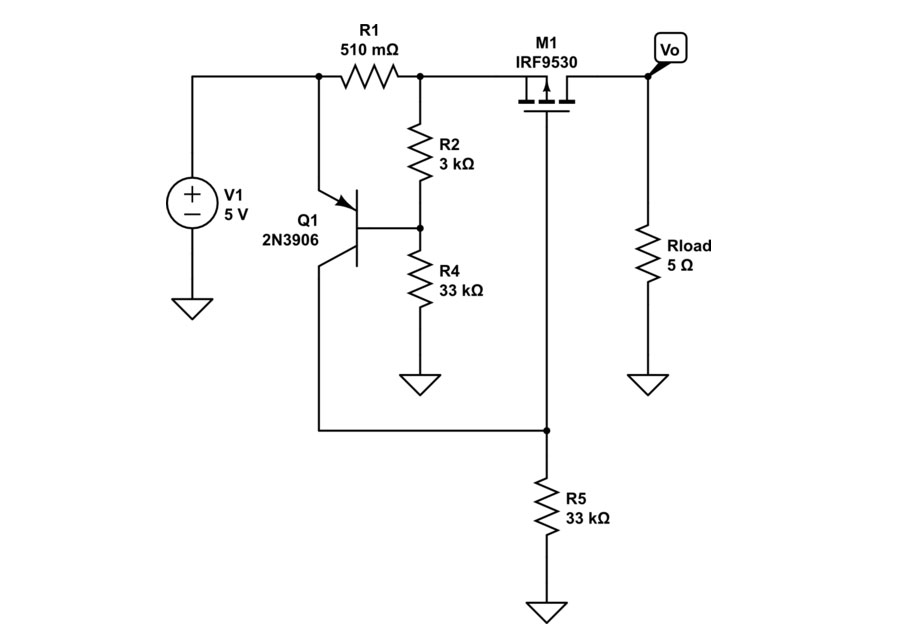 R1
510 mΩ
M1
IRF9530
Vo
R2
3 kΩ
V1
5 V
Q1
2N3906
R4
33 kΩ
Rload
5 Ω
R5
33 kΩ